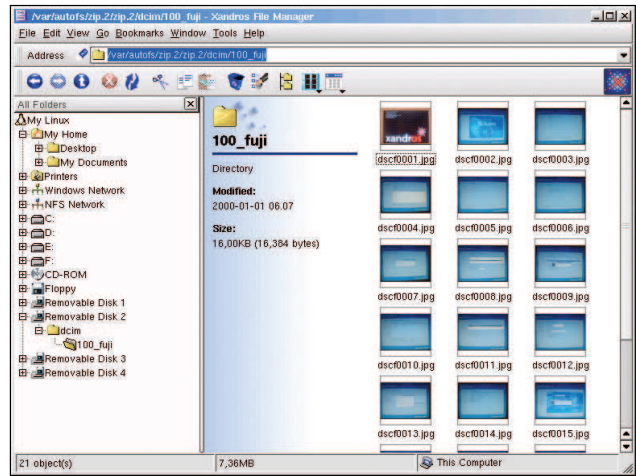 /var/autofs/zip.2/zip.2/dcim/100_fuji - Xandros File Manager
File Edit View Go Bookmarks Window Tools Help
Address /var/autofs/zip.2/zip.2/dcim/100_fuji
All Folders
My Linux
My Home
Desktop
My Documents
Printers
Windows Network
NFS Network
C:
D:
E:
F:
CD-ROM
Floppy
Removable Disk 1
Removable Disk 2
dcim
100_fuji
Removable Disk 3
Removable Disk 4
100_fuji
Directory
Modified:
2000-01-01 06.07
Size:
16,00KB (16,384 bytes)
xandros
dscf0001.jpg dscf0002.jpg dscf0003.jpg
dscf0004.jpg dscf0005.jpg dscf0006.jpg
dscf0007.jpg dscf0008.jpg dscf0009.jpg
dscf0010.jpg dscf0011.jpg dscf0012.jpg
dscf0013.jpg dscf0014.jpg dscf0015.jpg
21 object(s) 7,36MB This Computer